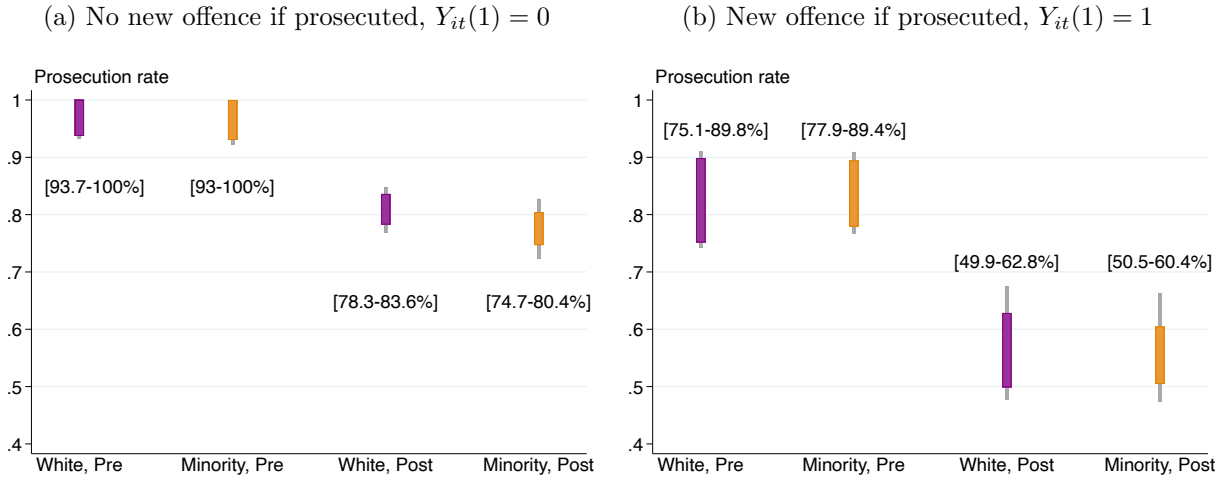 (a) No new offence if prosecuted, Y_{it}(1) = 0
Prosecution rate
1
.9
.8
.7
.6
.5
.4
[93.7-100%]
[93-100%]
[78.3-83.6%]
[74.7-80.4%]
White, Pre
Minority, Pre
White, Post
Minority, Post
(b) New offence if prosecuted, Y_{it}(1) = 1
Prosecution rate
1
.9
.8
.7
.6
.5
.4
[75.1-89.8%]
[77.9-89.4%]
[49.9-62.8%]
[50.5-60.4%]
White, Pre
Minority, Pre
White, Post
Minority, Post